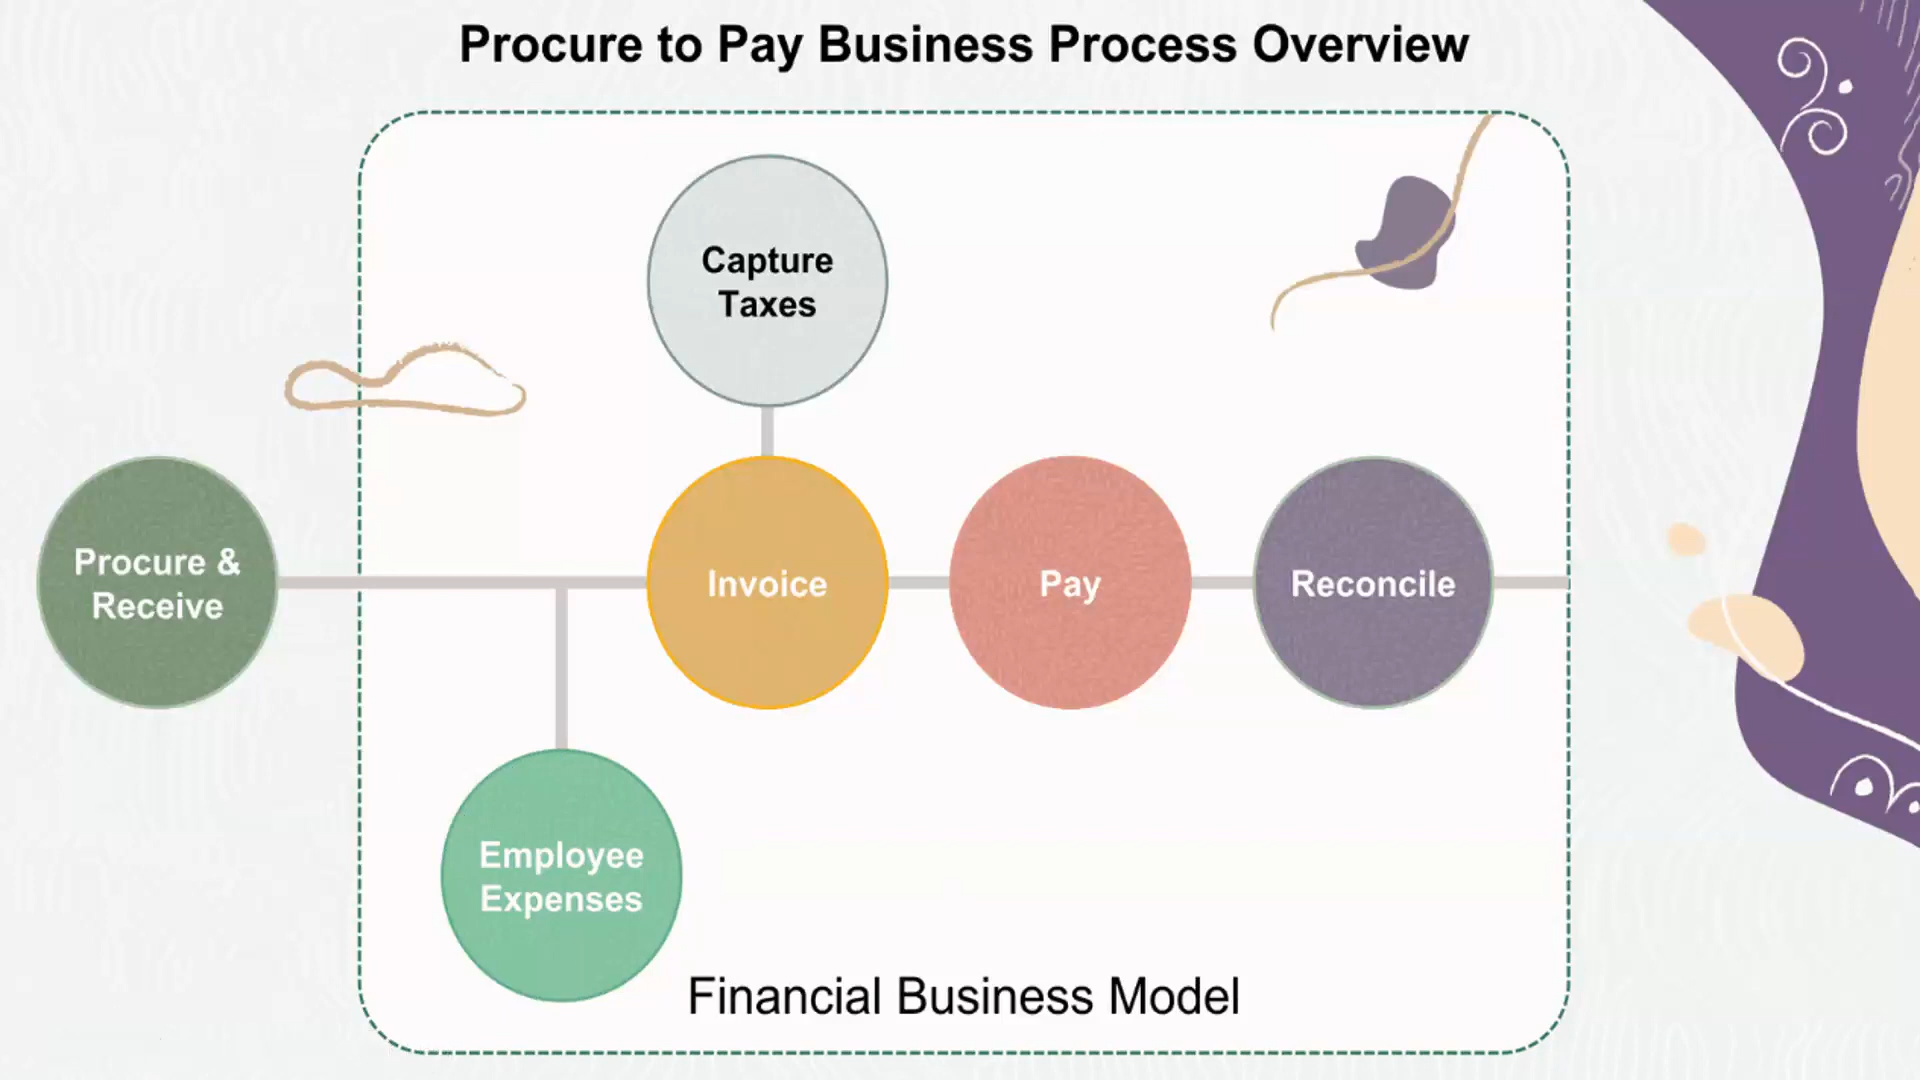 Procure to Pay Business Process Overview
Capture
Taxes
Procure &
Receive
Invoice
Pay
Reconcile
Employee
Expenses
Financial Business Model